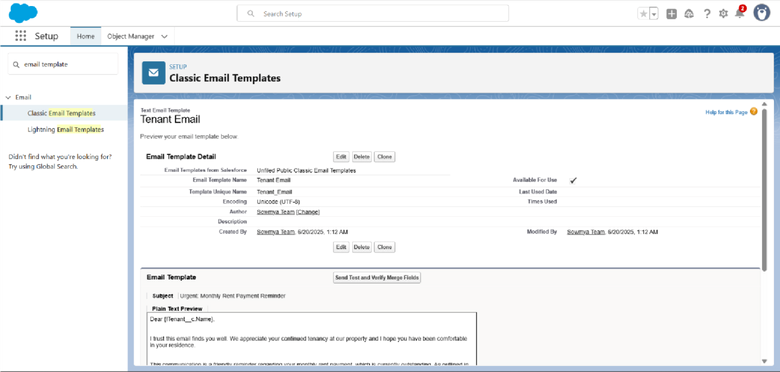 Search Setup
2
Setup
Home
Object Manager
email template
Email
Classic Email Templates
Lightning Email Templates
Didn't find what you're looking for?
Try using Global Search.
SETUP
Classic Email Templates
Text Email Template
Tenant Email
Help for this Page
Preview your email template below.
Email Template Detail
Edit Delete Clone
Email Templates from Salesforce Unfiled Public Classic Email Templates
Email Template Name Tenant Email Available For Use
Template Unique Name Tenant_Email Last Used Date
Encoding Unicode (UTF-8) Times Used
Author Sowmya Team [Change]
Description
Created By Sowmya Team, 6/20/2025, 1:12 AM Modified By Sowmya Team, 6/20/2025, 1:12 AM
Edit Delete Clone
Email Template
Send Test and Verify Merge Fields
Subject Urgent: Monthly Rent Payment Reminder
Plain Text Preview
Dear {!Tenant__c.Name},
I trust this email finds you well. We appreciate your continued tenancy at our property and I hope you have been comfortable
in your residence.
This communication is a friendly reminder regarding your monthly rent payment, which is currently outstanding. As outlined in